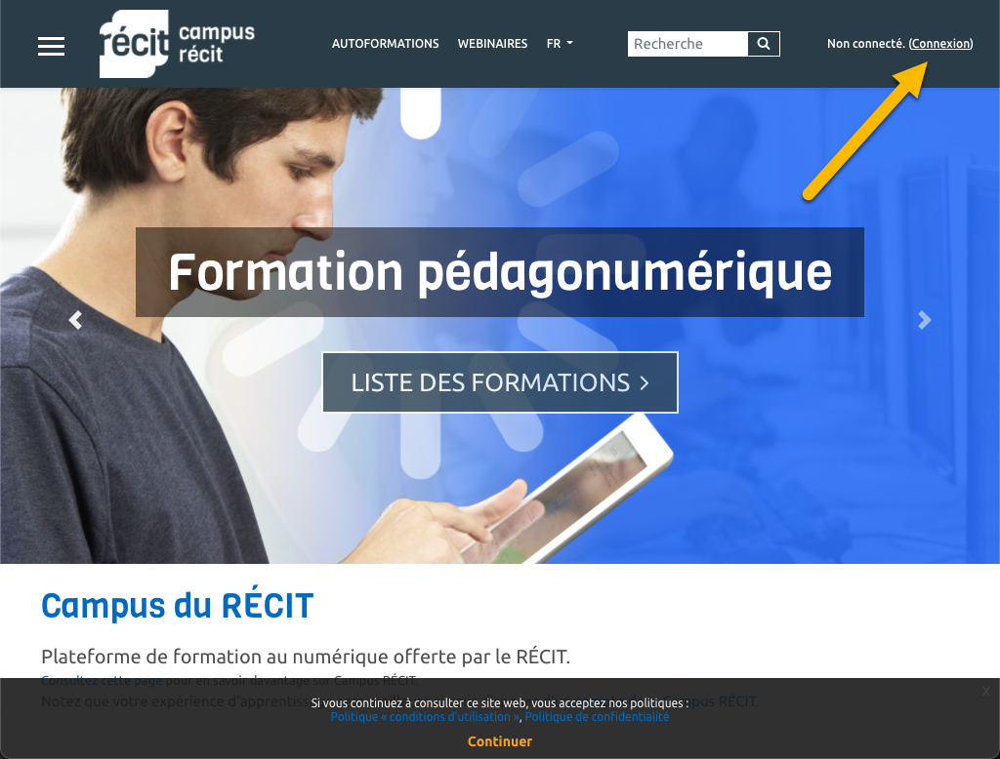 récit campus
récit
AUTOFORMATIONS WEBINAIRES FR
Recherche
Non connecté. (Connexion)
Formation pédagonumérique
LISTE DES FORMATIONS
Campus du RÉCIT
Plateforme de formation au numérique offerte par le RÉCIT.
Consultez cette page pour en savoir davantage sur Campus RÉCIT.
Notez que votre expérience d'apprentiss
pus RÉCIT.
x
Si vous continuez à consulter ce site web, vous acceptez nos politiques :
Politique « conditions d'utilisation », Politique de confidentialité
Continuer